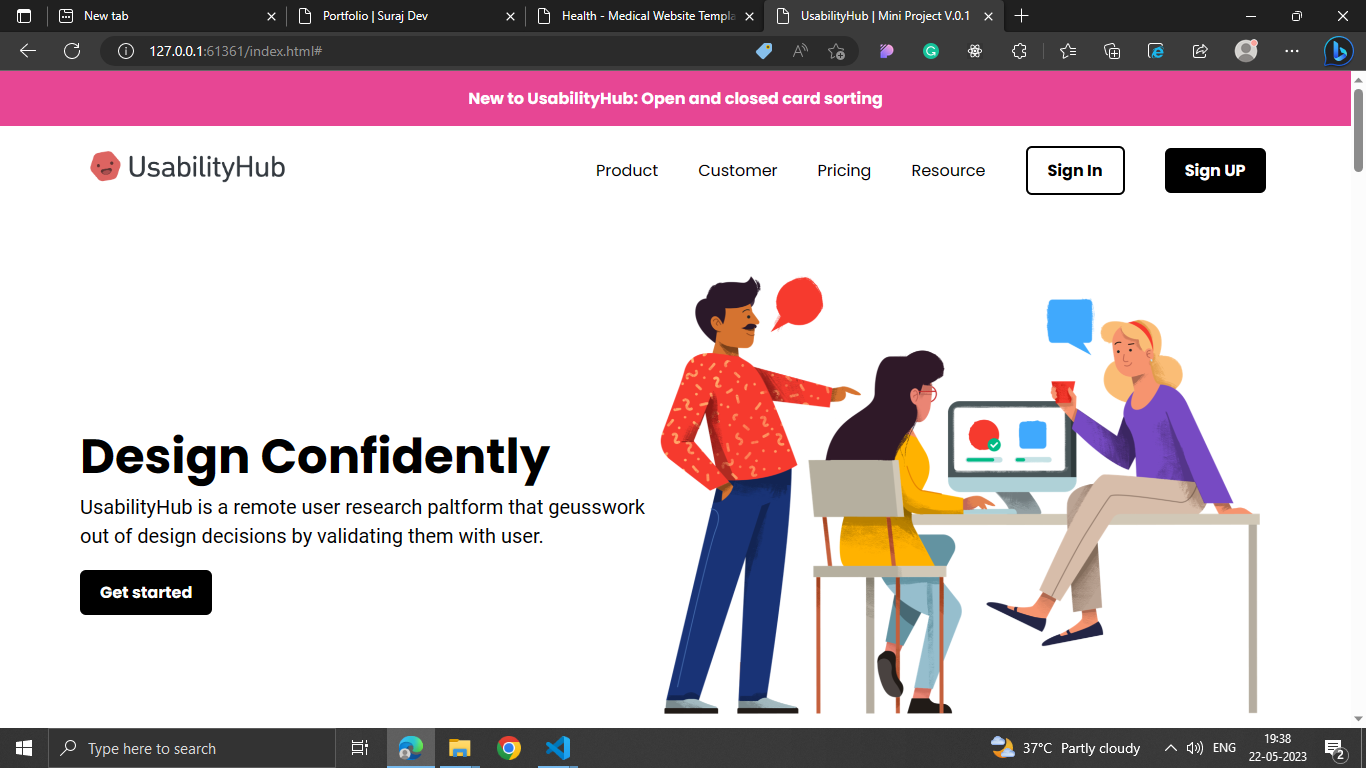 New tab
Portfolio | Suraj Dev
Health - Medical Website Templa
UsabilityHub | Mini Project V.0.1
127.0.0.1:61361/index.html#
New to UsabilityHub: Open and closed card sorting
UsabilityHub
Product
Customer
Pricing
Resource
Sign In
Sign UP
Design Confidently
UsabilityHub is a remote user research paltform that geusswork
out of design decisions by validating them with user.
Get started
Type here to search
37°C Partly cloudy
ENG
19:38
22-05-2023
2